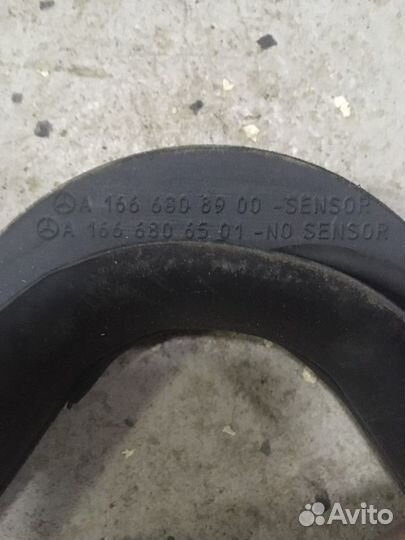 A 166 680 89 00 -SENSOR
A 166 680 65 01 -NO SENSOR
Avito